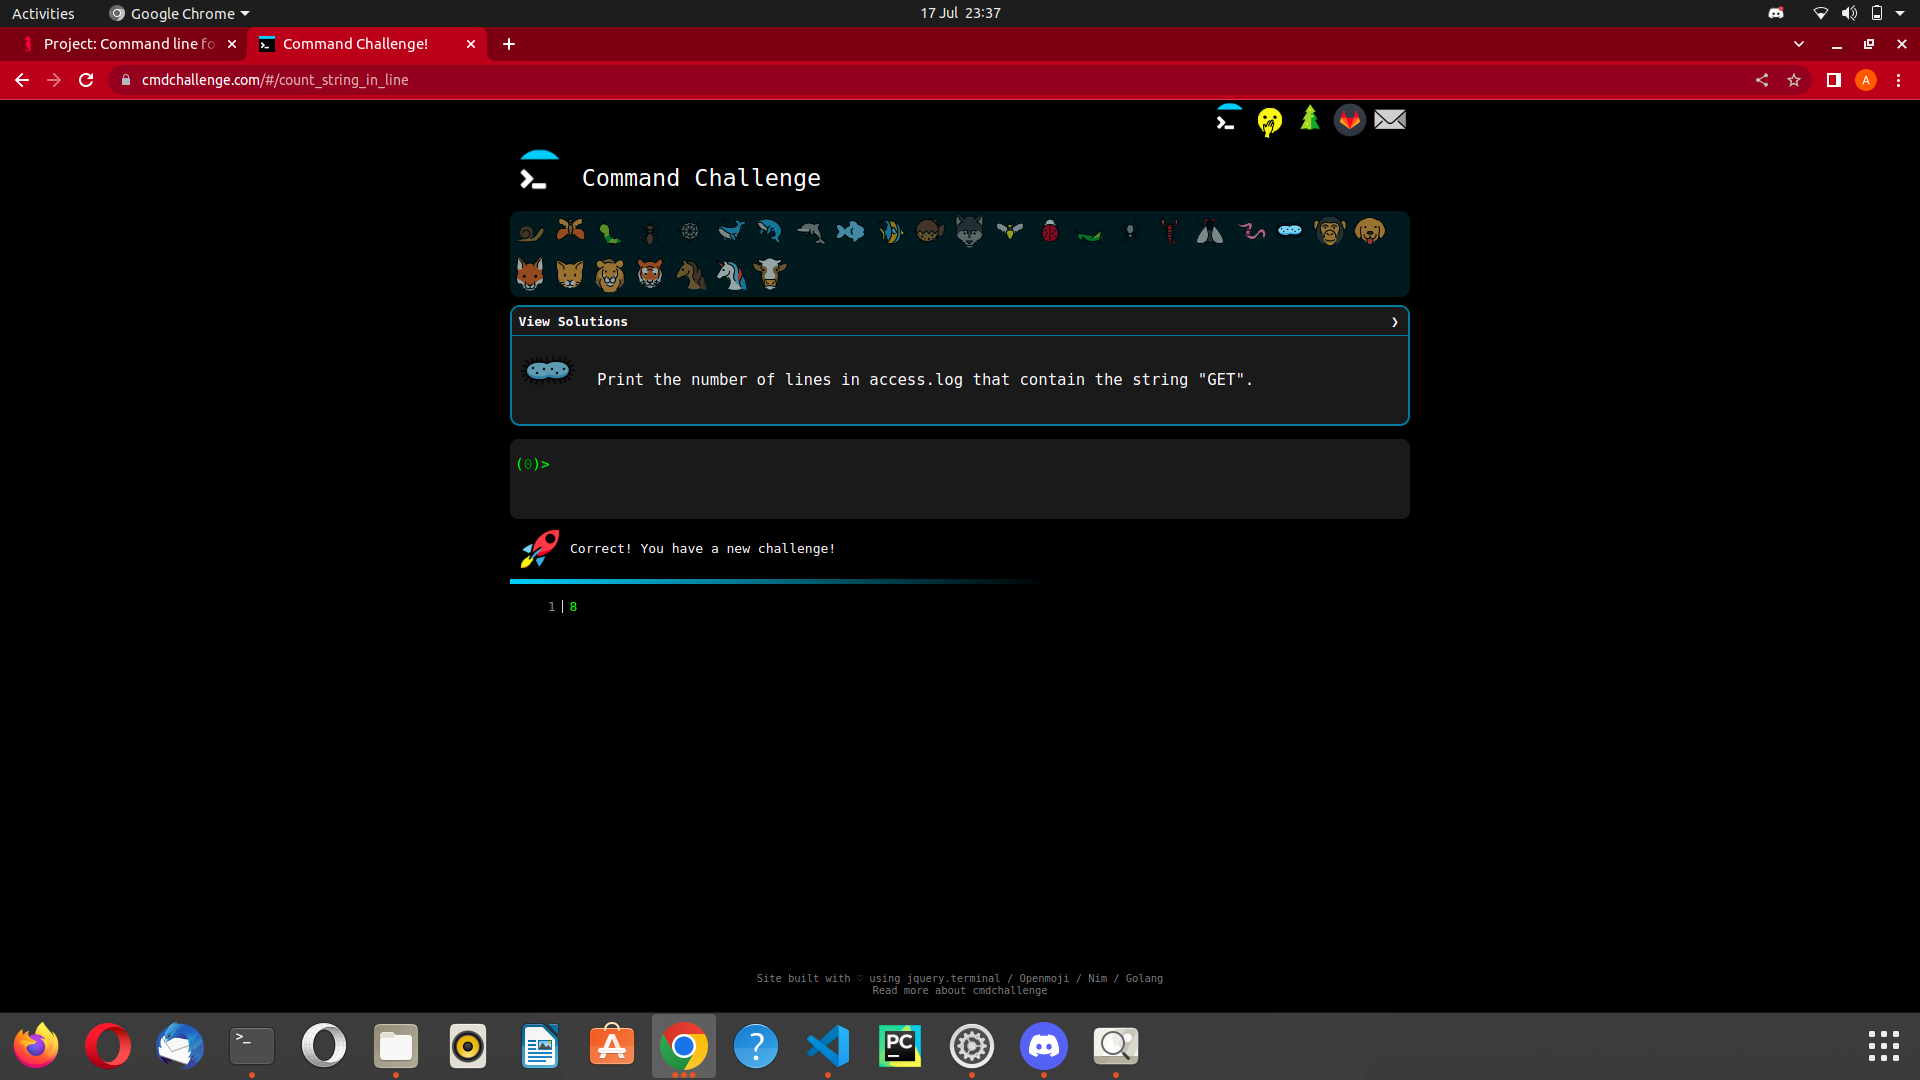 Activities
Google Chrome
17 Jul 23:37
Project: Command line fo
Command Challenge!
cmdchallenge.com/#/count_string_in_line
A
Command Challenge
View Solutions
Print the number of lines in access.log that contain the string "GET".
(0)>
Correct! You have a new challenge!
1| 8
Site built with ♡ using jquery.terminal / Openmoji / Nim / Golang
Read more about cmdchallenge
>_
?
PC